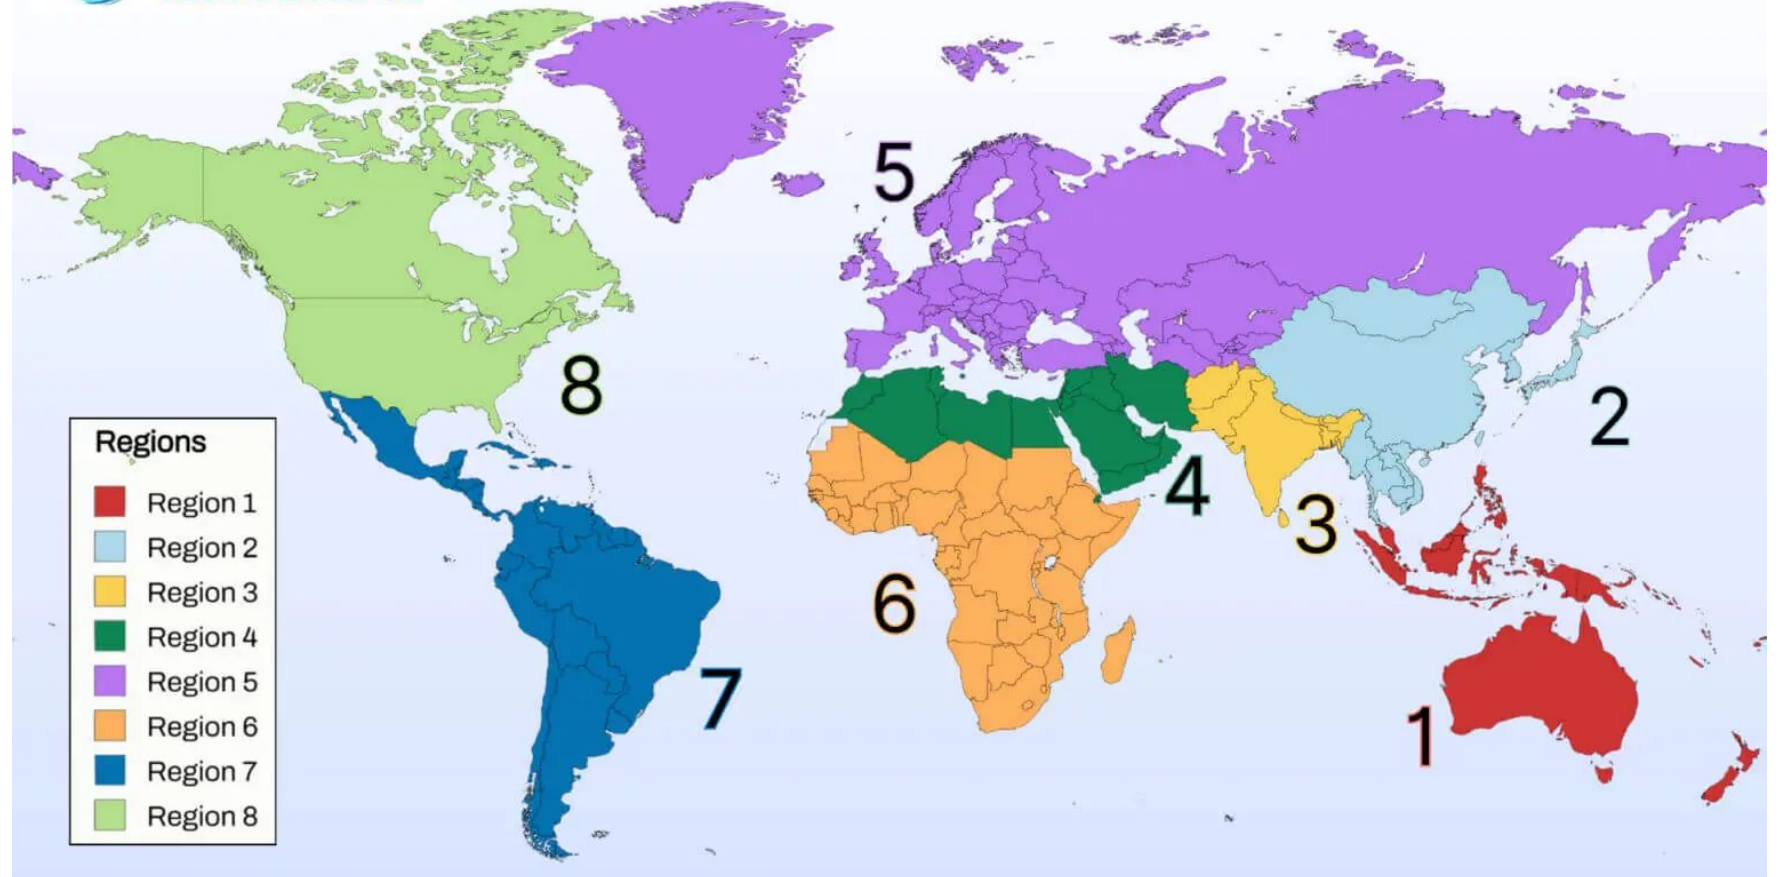 5
8
2
4
3
6
7
1
Regions
Region 1
Region 2
Region 3
Region 4
Region 5
Region 6
Region 7
Region 8